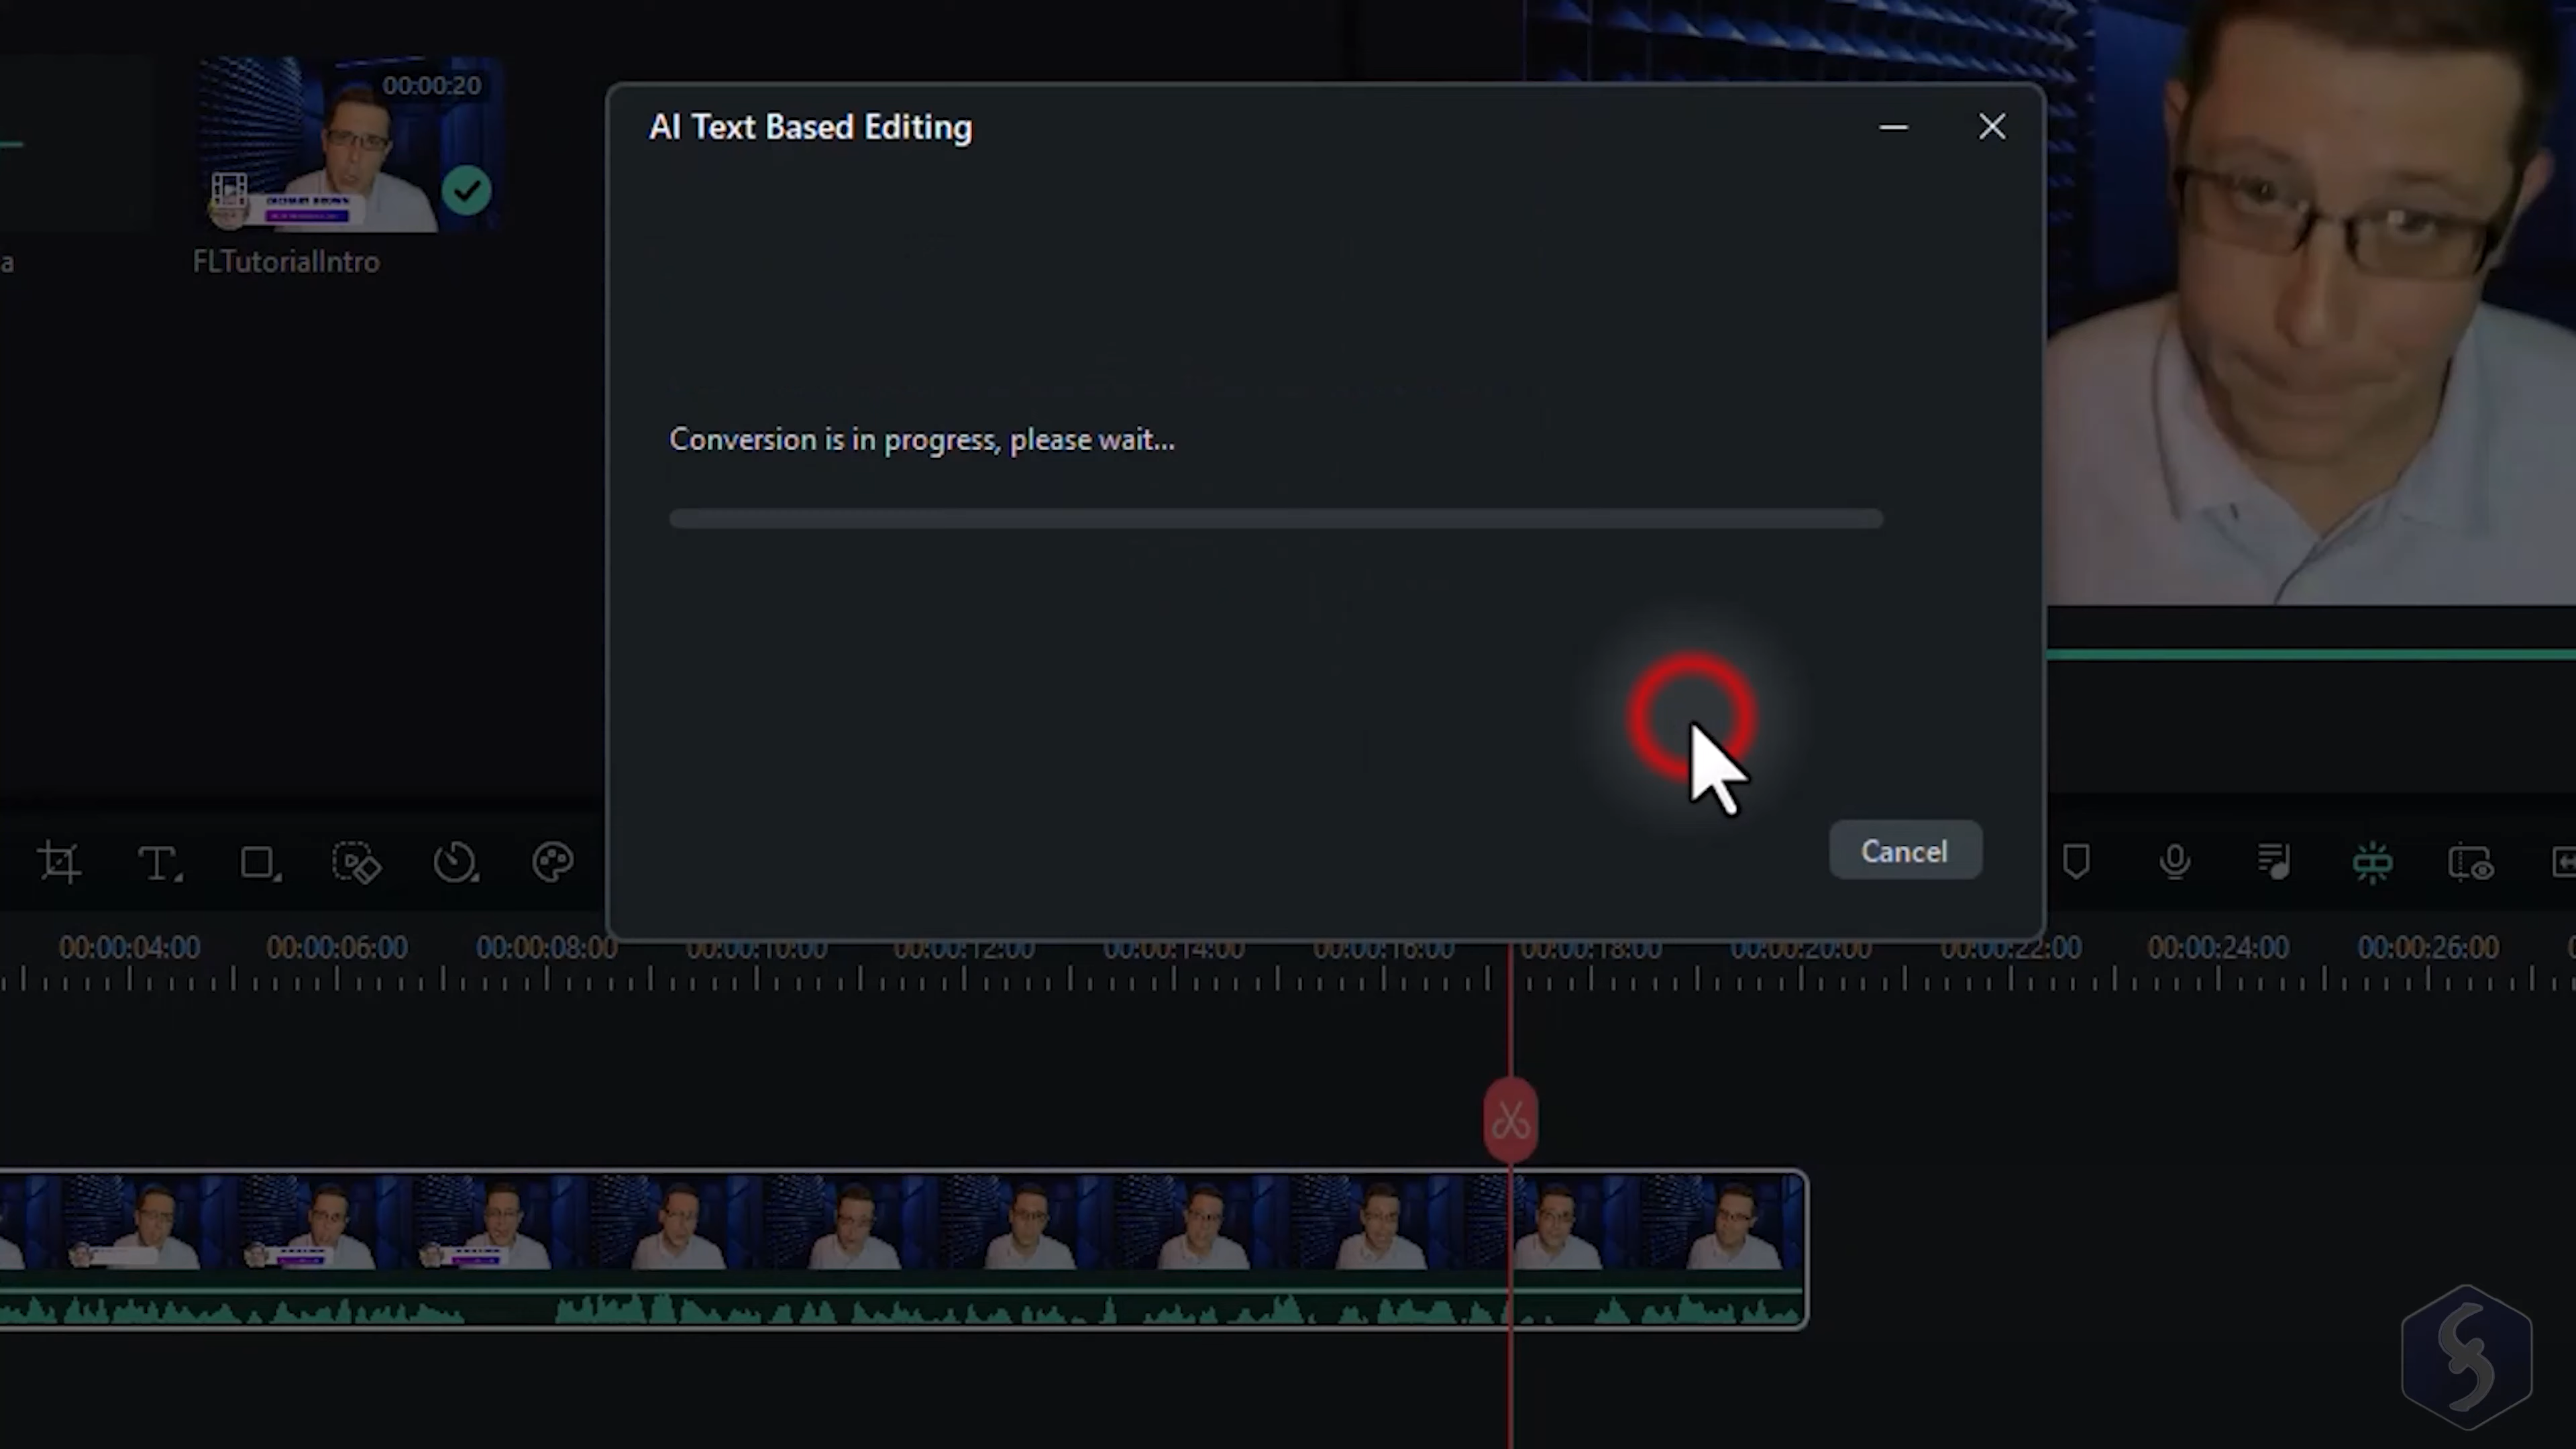 00:00:20
AI Text Based Editing
ZACHARY BROWN
a
FLTutorialIntro
Conversion is in progress, please wait...
Cancel
00:00:04:00 00:00:06:00 00:00:08:00 00:00:10:00 00:00:12:00 00:00:14:00 00:00:16:00 00:00:18:00 00:00:20:00 00:00:22:00 00:00:24:00 00:00:26:00